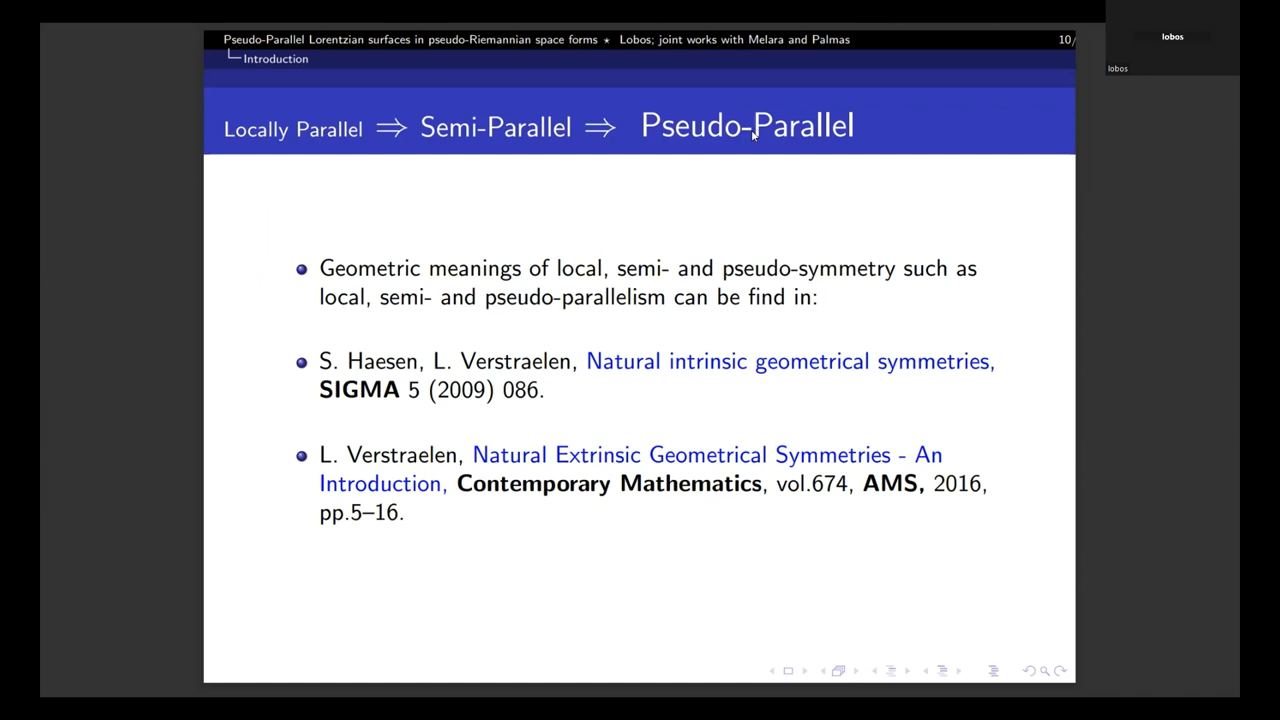 Pseudo-Parallel Lorentzian surfaces in pseudo-Riemannian space forms ⋆ Lobos; joint works with Melara and Palmas 10/
Introduction
lobos
lobos
Locally Parallel ⇒ Semi-Parallel ⇒ Pseudo-Parallel
Geometric meanings of local, semi- and pseudo-symmetry such as
local, semi- and pseudo-parallelism can be find in:
S. Haesen, L. Verstraelen, Natural intrinsic geometrical symmetries,
SIGMA 5 (2009) 086.
L. Verstraelen, Natural Extrinsic Geometrical Symmetries - An
Introduction, Contemporary Mathematics, vol.674, AMS, 2016,
pp.5–16.